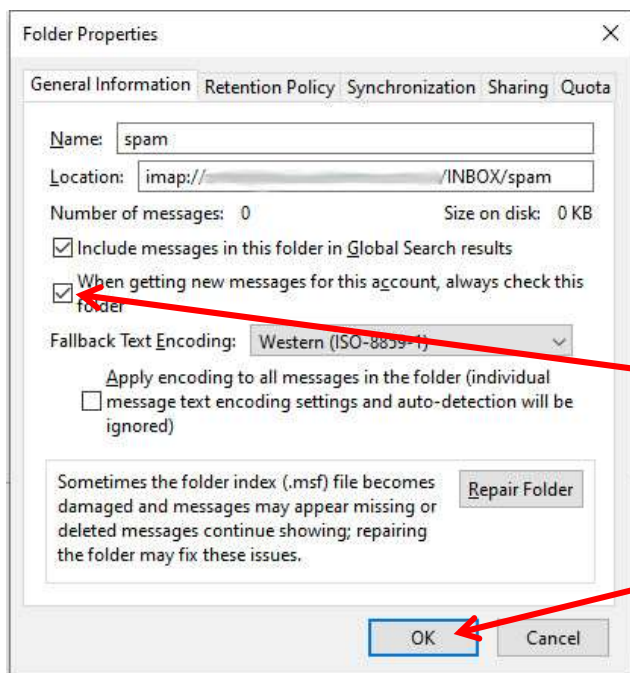 Folder Properties
General Information Retention Policy Synchronization Sharing Quota
Name: spam
Location: imap:// /INBOX/spam
Number of messages: 0 Size on disk: 0 KB
Include messages in this folder in Global Search results
When getting new messages for this account, always check this
folder
Fallback Text Encoding: Western (ISO-8859-1)
Apply encoding to all messages in the folder (individual
message text encoding settings and auto-detection will be
ignored)
Sometimes the folder index (.msf) file becomes
damaged and messages may appear missing or
deleted messages continue showing; repairing
the folder may fix these issues.
Repair Folder
OK Cancel